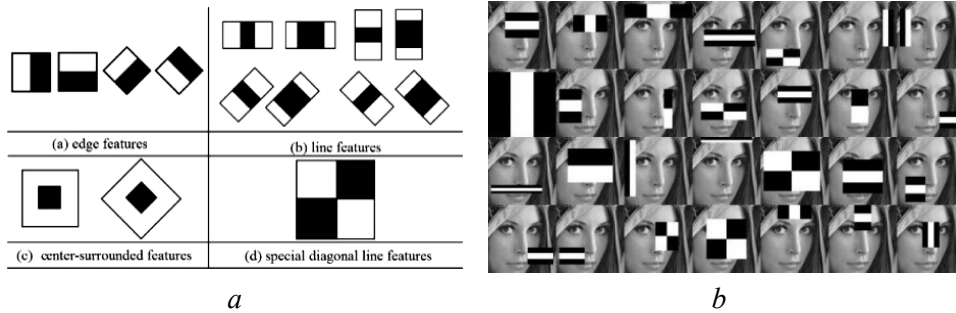 (a) edge features
(b) line features
(c) center-surrounded features
(d) special diagonal line features
a
b